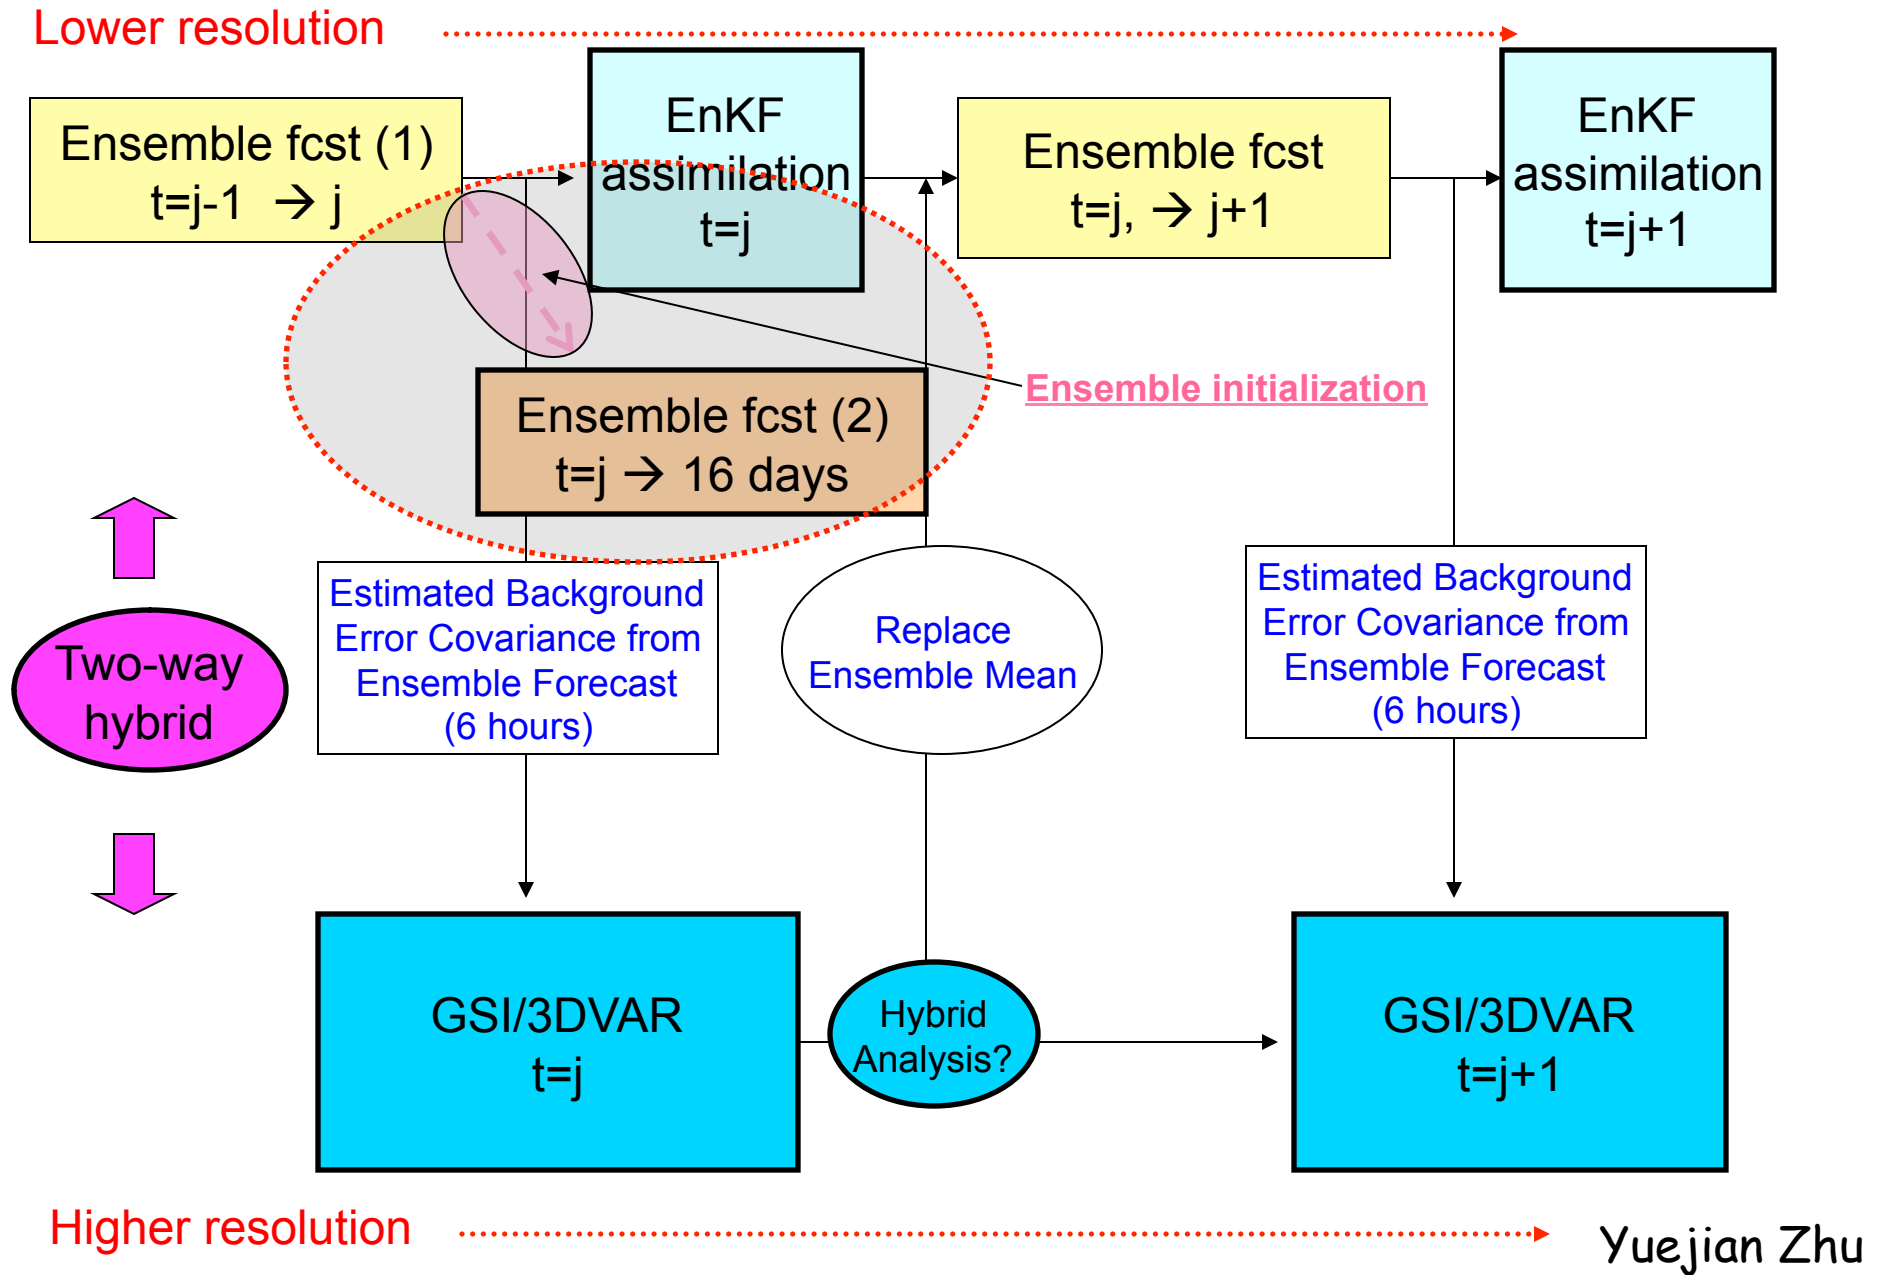 Lower resolution
Ensemble fcst (1)
t=j-1 → j
EnKF
assimilation
t=j
Ensemble fcst
t=j, → j+1
EnKF
assimilation
t=j+1
Ensemble initialization
Ensemble fcst (2)
t=j → 16 days
Two-way
hybrid
Estimated Background
Error Covariance from
Ensemble Forecast
(6 hours)
Replace
Ensemble Mean
Estimated Background
Error Covariance from
Ensemble Forecast
(6 hours)
GSI/3DVAR
t=j
Hybrid
Analysis?
GSI/3DVAR
t=j+1
Higher resolution
Yuejian Zhu